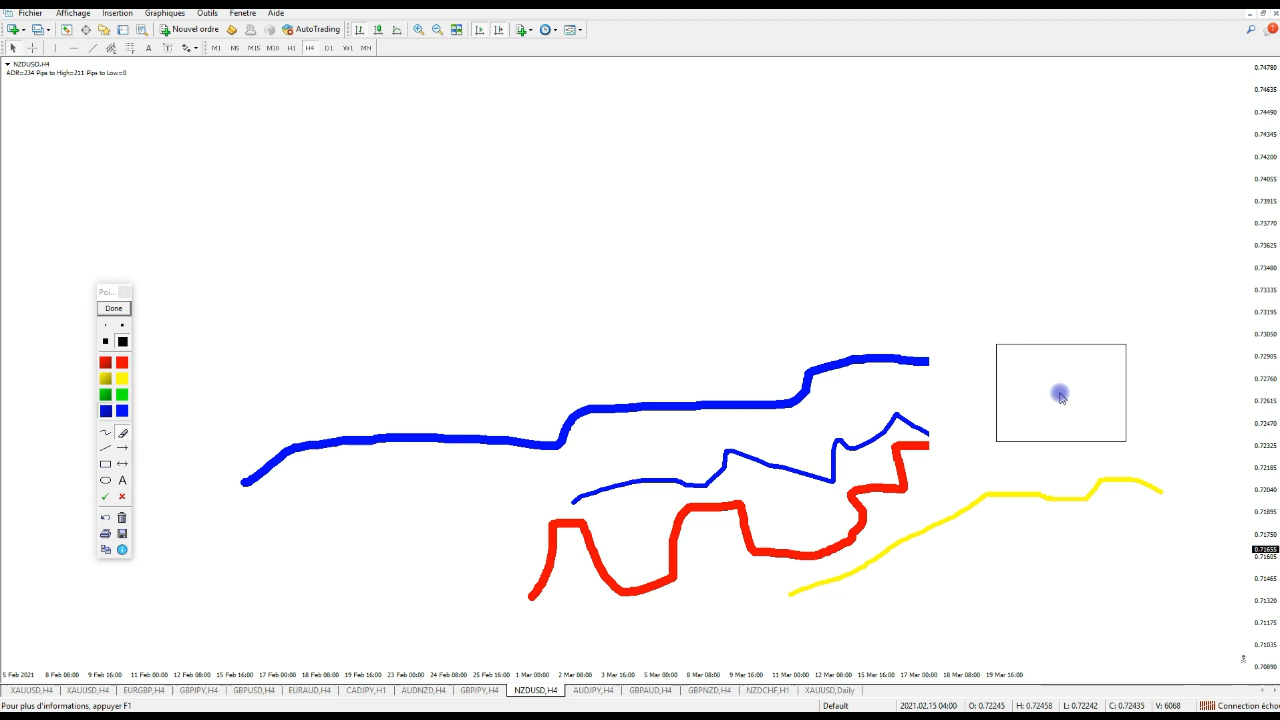 Fichier Affichage Insertion Graphiques Outils Fenetre Aide
Nouvel ordre AutoTrading
A T M1 M5 M15 M30 H1 H4 D1 W1 MN
NZDUSD,H4
ADR=234 Pips to High=211 Pips to Low=0
0.74780
0.74635
0.74490
0.74345
0.74200
0.74055
0.73915
0.73770
0.73625
0.73480
0.73335
0.73195
0.73050
0.72905
0.72760
0.72615
0.72470
0.72325
0.72185
0.72040
0.71895
0.71750
0.71655
0.71605
0.71465
0.71320
0.71175
0.71035
0.70890
Poi...
Done
A
5 Feb 2021 8 Feb 08:00 9 Feb 16:00 11 Feb 00:00 12 Feb 08:00 15 Feb 16:00 17 Feb 00:00 18 Feb 08:00 19 Feb 16:00 23 Feb 00:00 24 Feb 08:00 25 Feb 16:00 1 Mar 00:00 2 Mar 08:00 3 Mar 16:00 5 Mar 00:00 8 Mar 08:00 9 Mar 16:00 11 Mar 00:00 12 Mar 08:00 15 Mar 16:00 17 Mar 00:00 18 Mar 08:00 19 Mar 16:00
XAUUSD,H4 XAUUSD,H4 EURGBP,H4 GBPJPY,H4 GBPUSD,H4 EURAUD,H4 CADJPY,H1 AUDNZD,H4 GBPJPY,H4 NZDUSD,H4 AUDJPY,H4 GBPAUD,H4 GBPNZD,H4 NZDCHF,H1 XAUUSD,Daily
Pour plus d'informations, appuyer F1 Default 2021.02.15 04:00 O: 0.72245 H: 0.72458 L: 0.72242 C: 0.72435 V: 6068 Connection écho